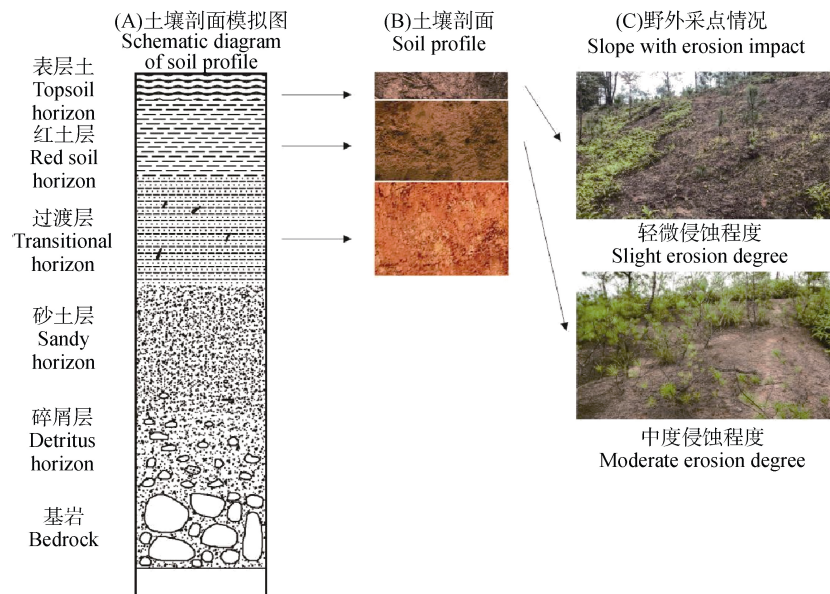 (A)土壤剖面模拟图
Schematic diagram
of soil profile
(B)土壤剖面
Soil profile
(C)野外采点情况
Slope with erosion impact
表层土
Topsoil
horizon
红土层
Red soil
horizon
过渡层
Transitional
horizon
砂土层
Sandy
horizon
碎屑层
Detritus
horizon
基岩
Bedrock
轻微侵蚀程度
Slight erosion degree
中度侵蚀程度
Moderate erosion degree